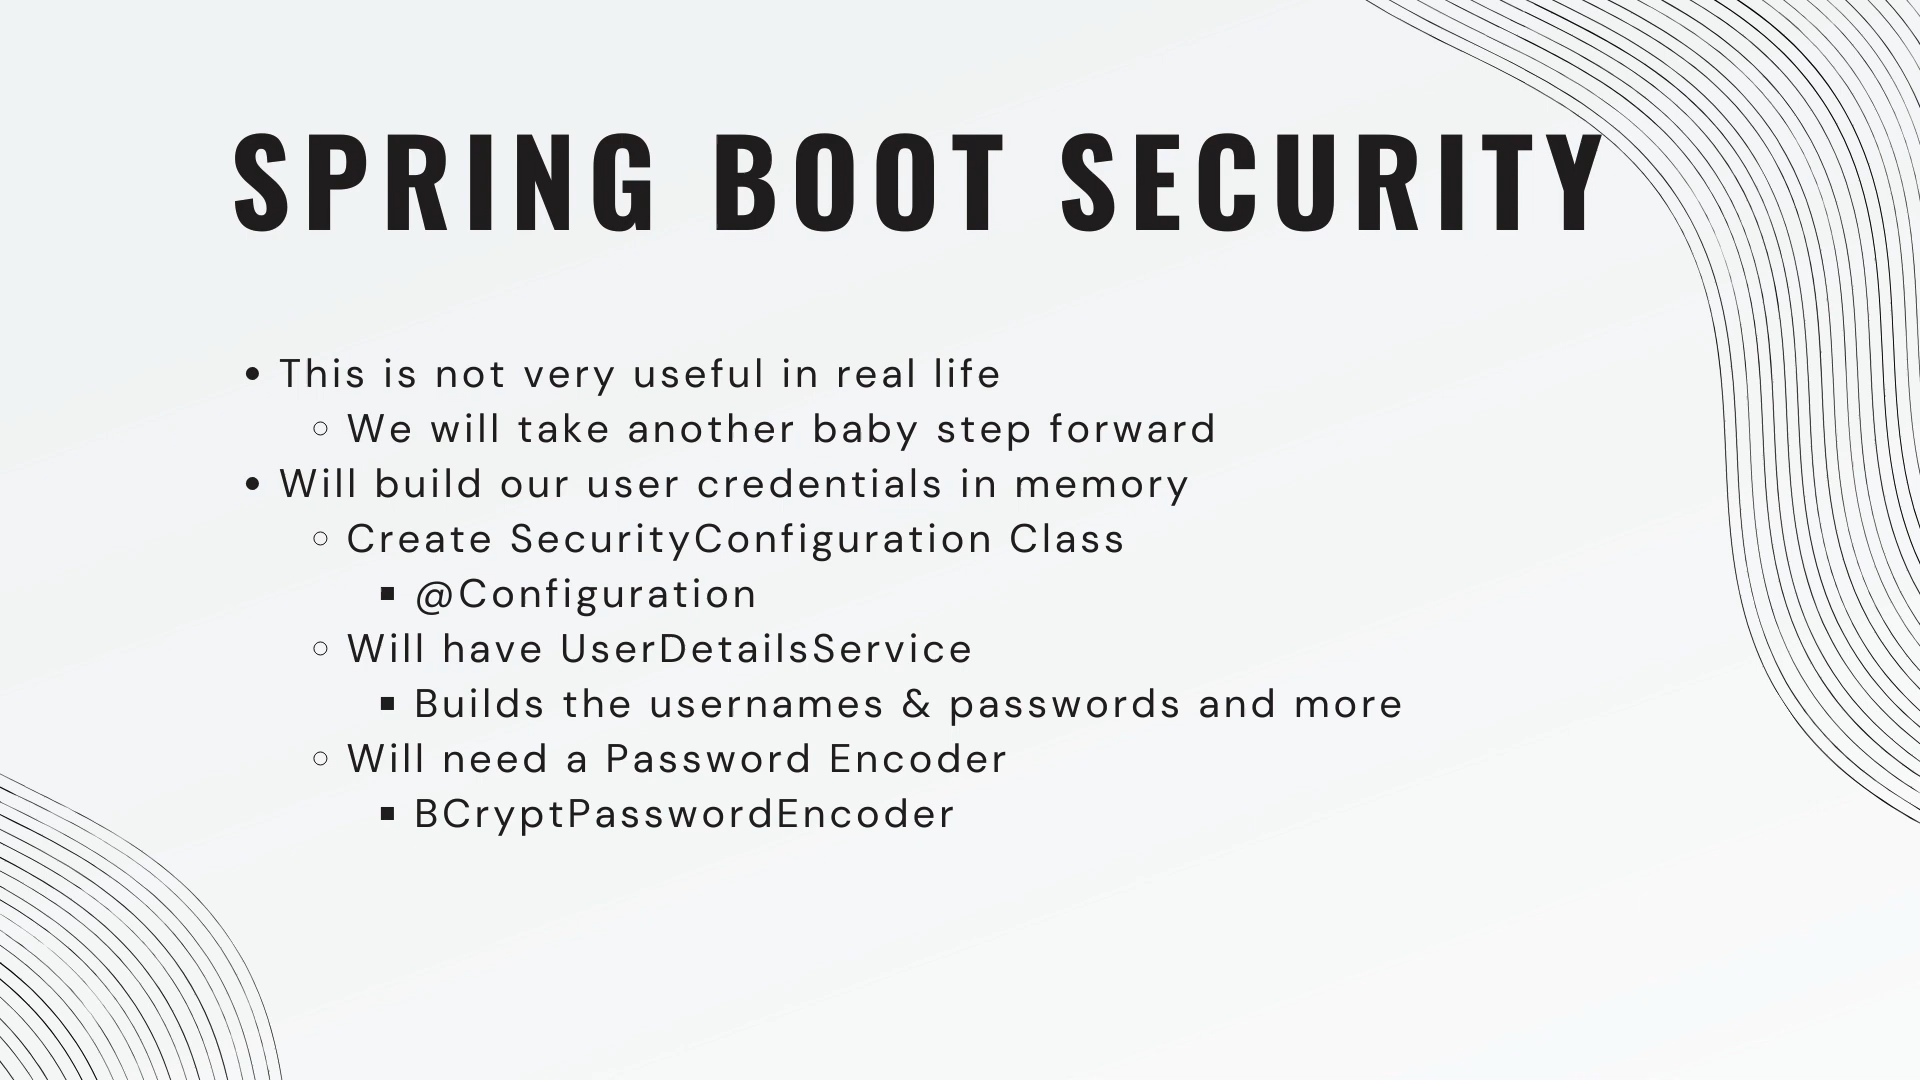 SPRING BOOT SECURITY
• This is not very useful in real life
○ We will take another baby step forward
• Will build our user credentials in memory
○ Create SecurityConfiguration Class
▪ @Configuration
○ Will have UserDetailsService
▪ Builds the usernames & passwords and more
○ Will need a Password Encoder
▪ BCryptPasswordEncoder